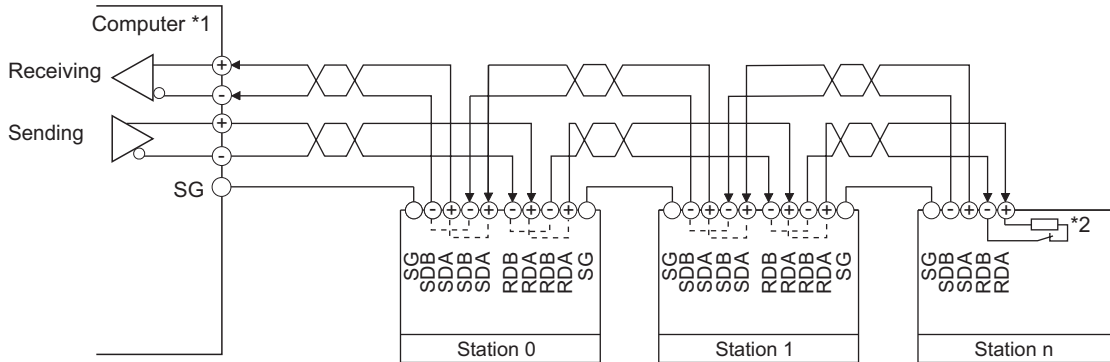 Computer *1
Receiving
+
-
Sending
+
-
SG
- + - + - + - +
- + - + - + - +
- + - +
*2
SG SDB SDA SDB SDA RDB RDA RDB RDA SG
SG SDB SDA SDB SDA RDB RDA RDB RDA SG
SG SDB SDA RDB RDA
Station 0
Station 1
Station n